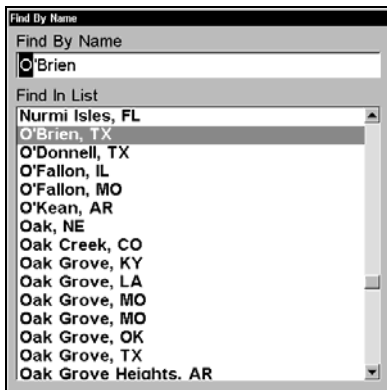 Find By Name
Find By Name
O'Brien
Find In List
Nurmi Isles, FL
O'Brien, TX
O'Donnell, TX
O'Fallon, IL
O'Fallon, MO
O'Kean, AR
Oak, NE
Oak Creek, CO
Oak Grove, KY
Oak Grove, LA
Oak Grove, MO
Oak Grove, MO
Oak Grove, OK
Oak Grove, TX
Oak Grove Heights, AR